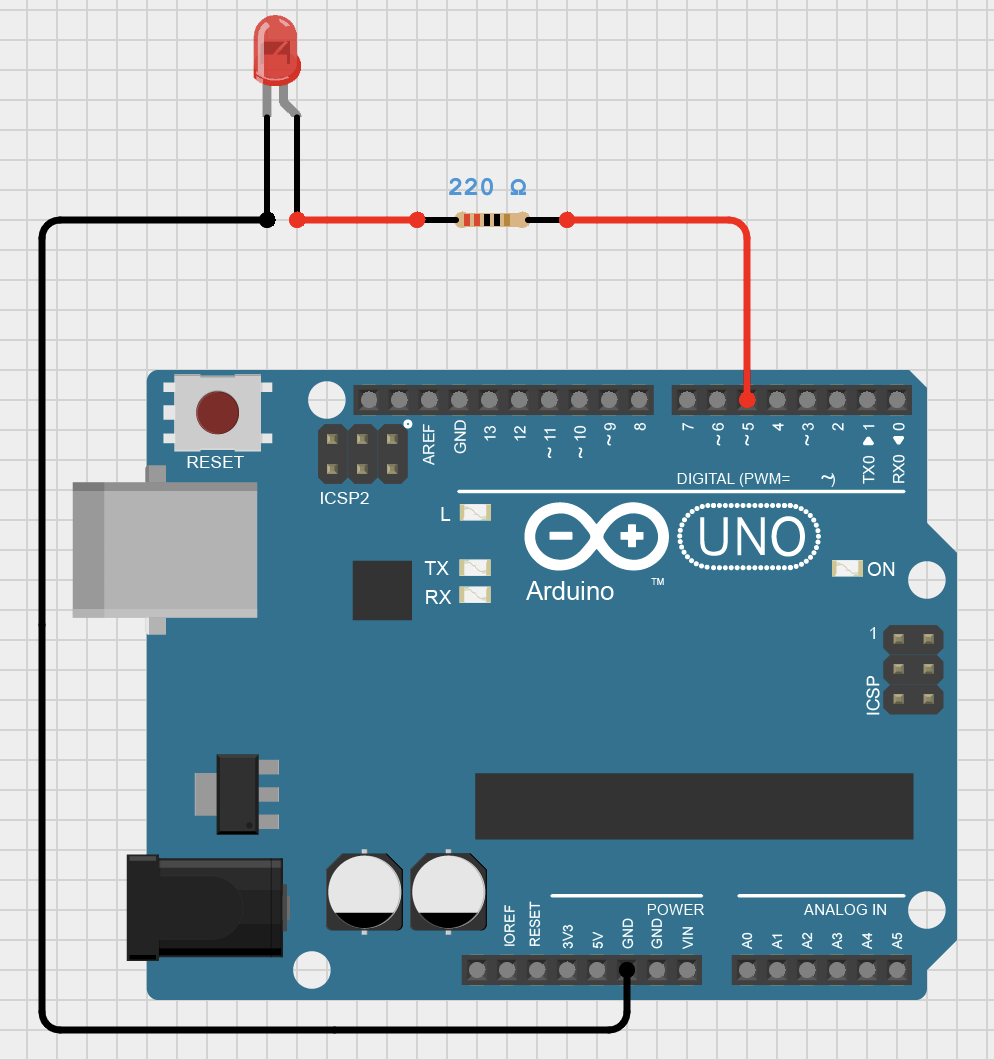 220 Ω
RESET
ICSP2
AREF
GND
13
12
~11
~10
~9
8
7
~6
~5
4
~3
2
TX0 ▶ 1
RX0 ◀ 0
DIGITAL (PWM= ~)
L
TX
RX
UNO
Arduino
™
ON
1
ICSP
IOREF
RESET
3V3
5V
GND
GND
VIN
POWER
ANALOG IN
A0
A1
A2
A3
A4
A5